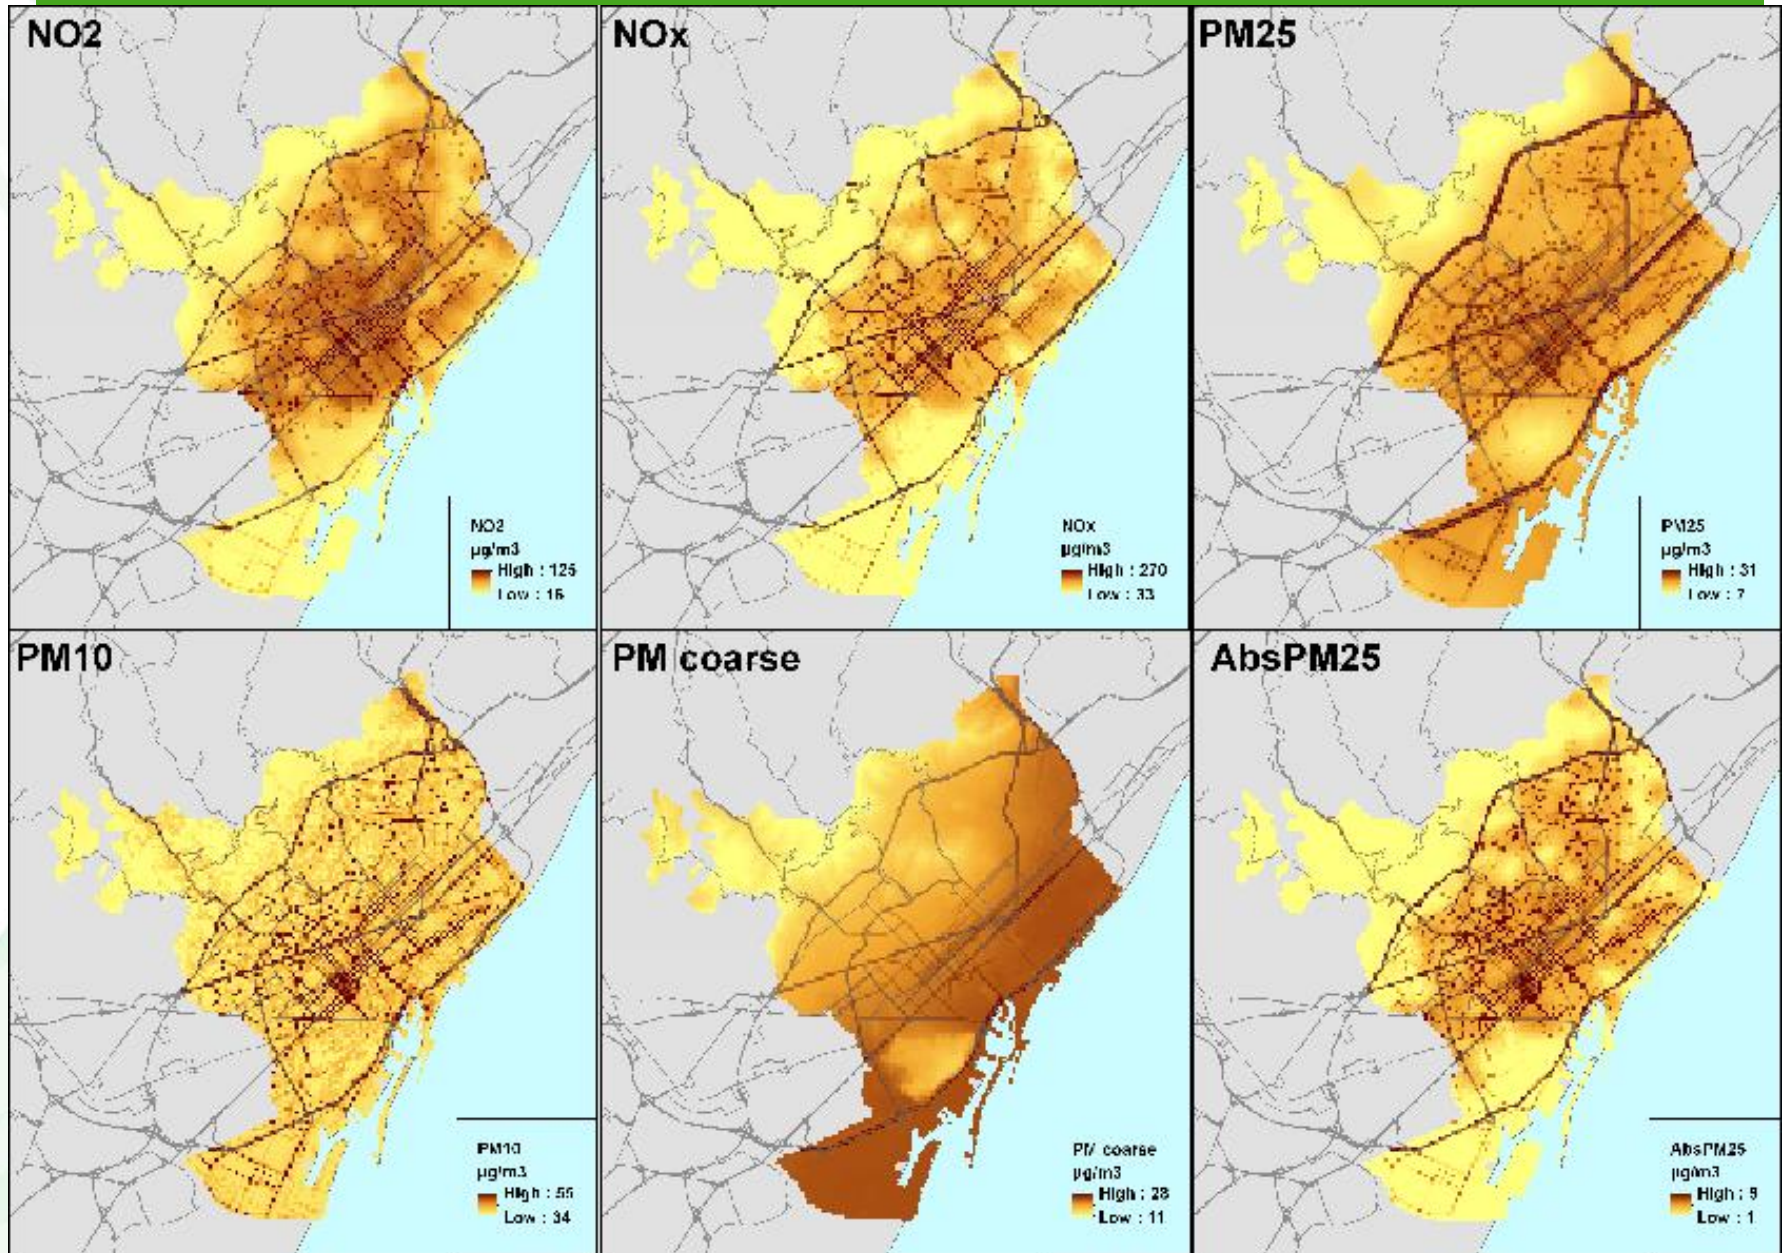 NO2
NO2
µg/m3
High : 125
Low : 16
NOx
NOx
µg/m3
High : 270
Low : 33
PM25
PM25
µg/m3
High : 31
Low : 7
PM10
PM10
µg/m3
High : 55
Low : 34
PM coarse
PM coarse
µg/m3
High : 28
Low : 11
AbsPM25
AbsPM25
µg/m3
High : 9
Low : 1